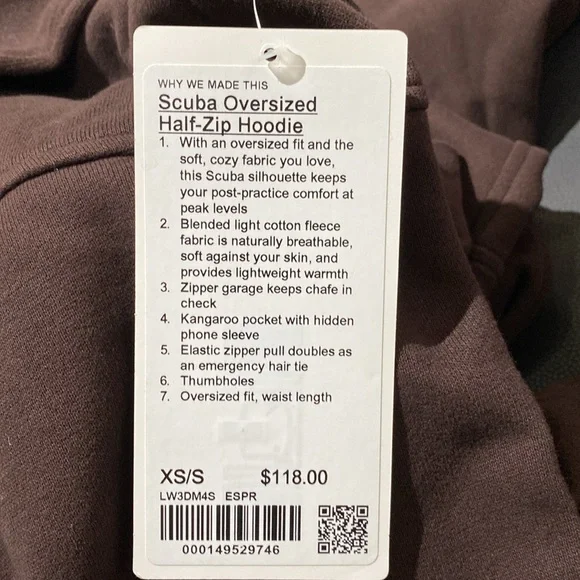 WHY WE MADE THIS
Scuba Oversized
Half-Zip Hoodie
1. With an oversized fit and the
soft, cozy fabric you love,
this Scuba silhouette keeps
your post-practice comfort at
peak levels
2. Blended light cotton fleece
fabric is naturally breathable,
soft against your skin, and
provides lightweight warmth
3. Zipper garage keeps chafe in
check
4. Kangaroo pocket with hidden
phone sleeve
5. Elastic zipper pull doubles as
an emergency hair tie
6. Thumbholes
7. Oversized fit, waist length
XS/S $118.00
LW3DM4S ESPR
000149529746